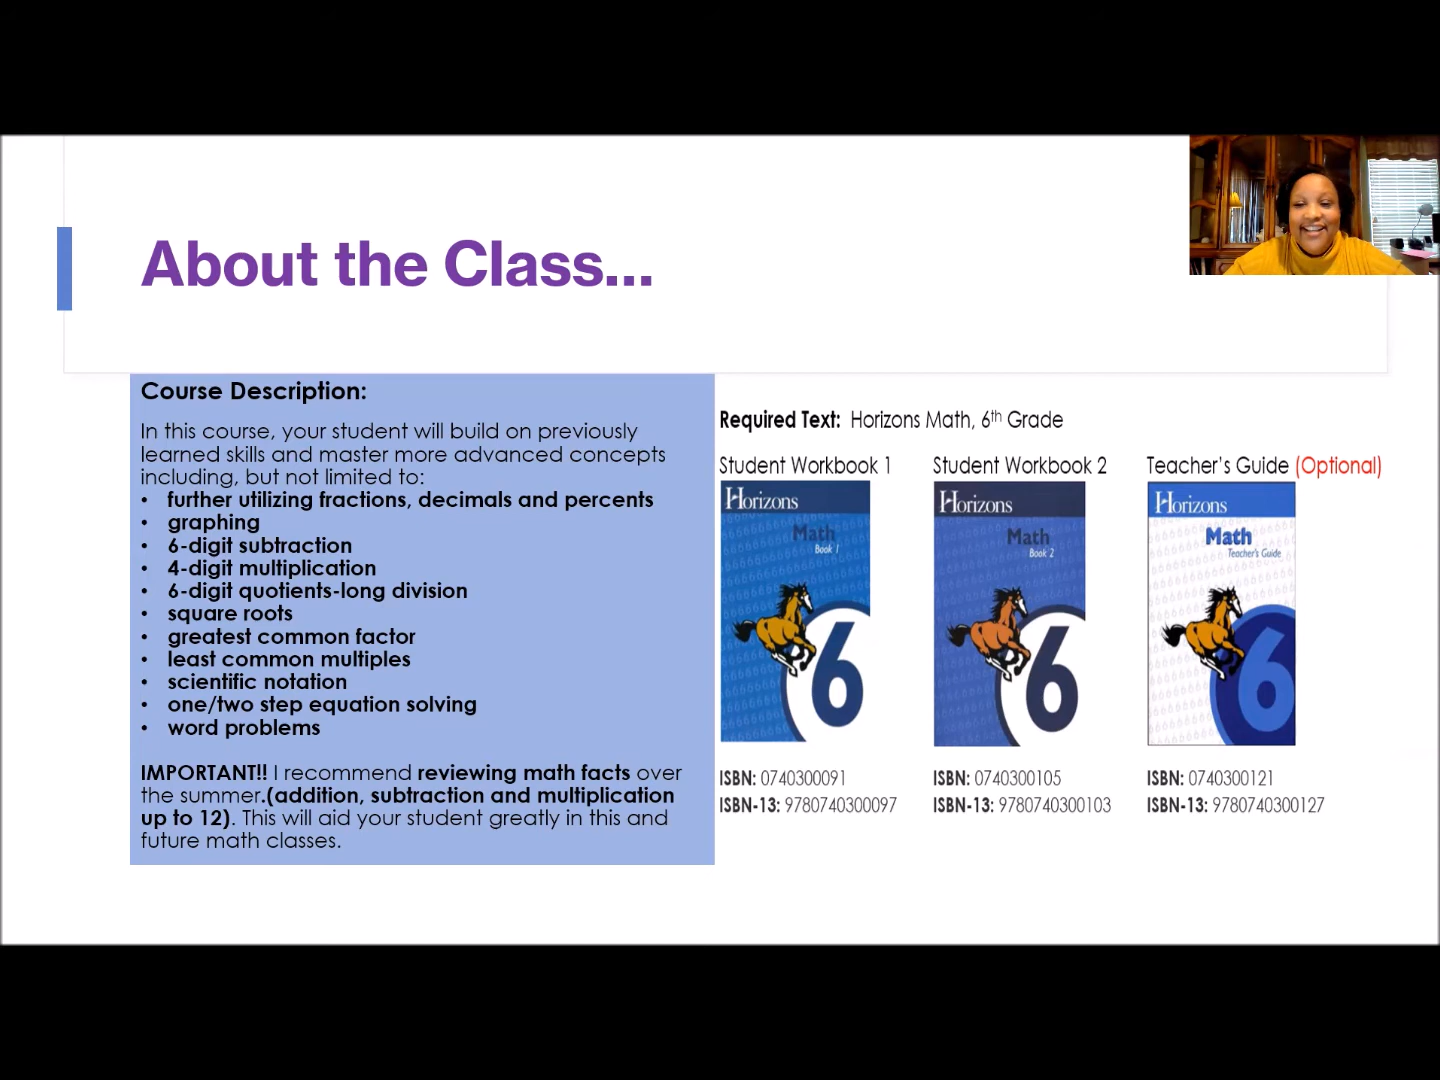 About the Class...
Course Description:
In this course, your student will build on previously
learned skills and master more advanced concepts
including, but not limited to:
• further utilizing fractions, decimals and percents
• graphing
• 6-digit subtraction
• 4-digit multiplication
• 6-digit quotients-long division
• square roots
• greatest common factor
• least common multiples
• scientific notation
• one/two step equation solving
• word problems
IMPORTANT!! I recommend reviewing math facts over
the summer.(addition, subtraction and multiplication
up to 12). This will aid your student greatly in this and
future math classes.
Required Text: Horizons Math, 6th Grade
Student Workbook 1
Horizons
Math
Book 1
6
ISBN: 0740300091
ISBN-13: 9780740300097
Student Workbook 2
Horizons
Math
Book 2
6
ISBN: 0740300105
ISBN-13: 9780740300103
Teacher's Guide (Optional)
Horizons
Math
Teacher's Guide
6
ISBN: 0740300121
ISBN-13: 9780740300127